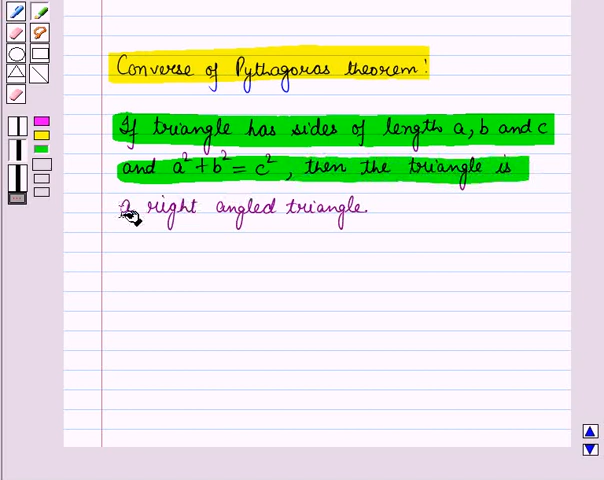 Converse of Pythagoras theorem:
If triangle has sides of length a, b and c
and a² + b² = c², then the triangle is
a right angled triangle.